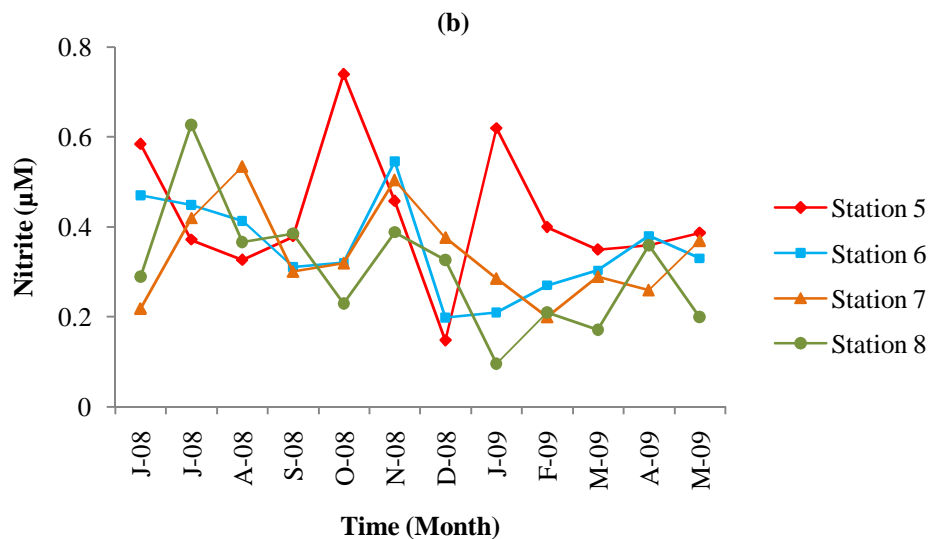 (b)
0.8
0.6
0.4
0.2
0
Nitrite (µM)
J-08
J-08
A-08
S-08
O-08
N-08
D-08
J-09
F-09
M-09
A-09
M-09
Time (Month)
Station 5
Station 6
Station 7
Station 8